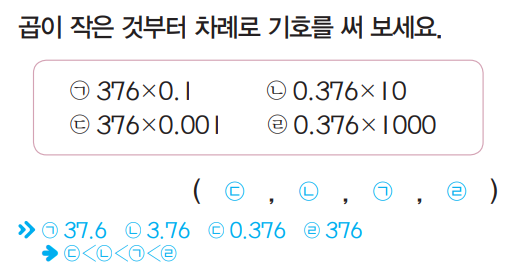 곱이 작은 것부터 차례로 기호를 써 보세요.
㉠ 376×0.1 ㉡ 0.376×10
㉢ 376×0.001 ㉣ 0.376×1000
( ㉢ , ㉡ , ㉠ , ㉣ )
» ㉠ 37.6 ㉡ 3.76 ㉢ 0.376 ㉣ 376
➡ ㉢<㉡<㉠<㉣